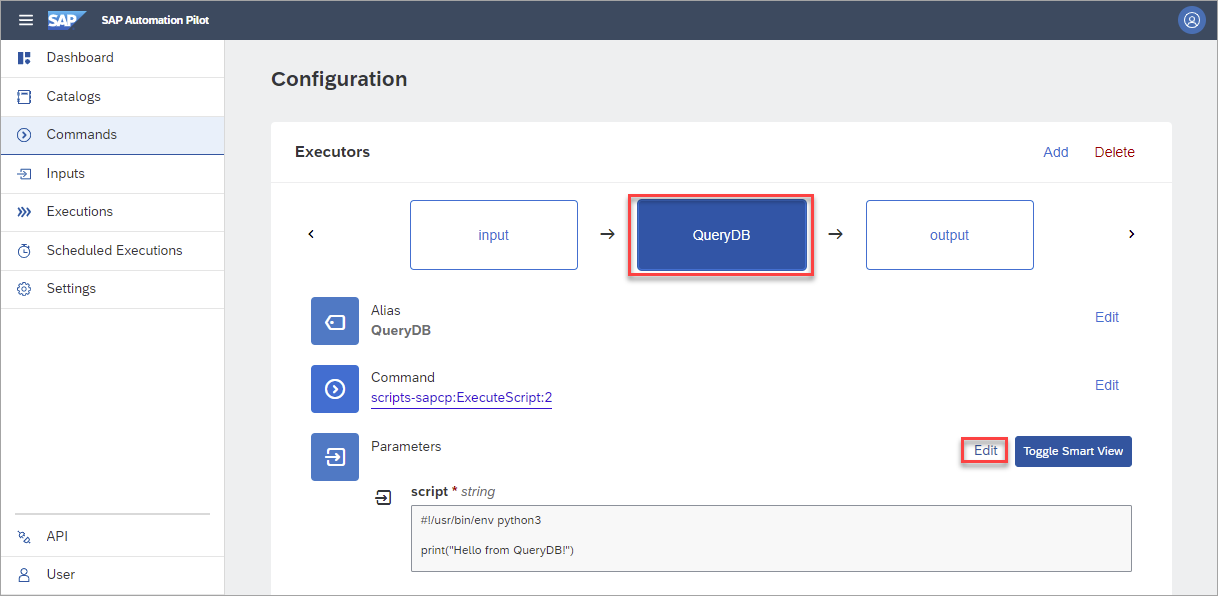 SAP SAP Automation Pilot
Dashboard
Catalogs
Commands
Inputs
Executions
Scheduled Executions
Settings
API
User
Configuration
Executors Add Delete
input QueryDB output
Alias
QueryDB
Edit
Command
scripts-sapcp:ExecuteScript:2
Edit
Parameters Edit Toggle Smart View
script * string
#!/usr/bin/env python3
print("Hello from QueryDB!")